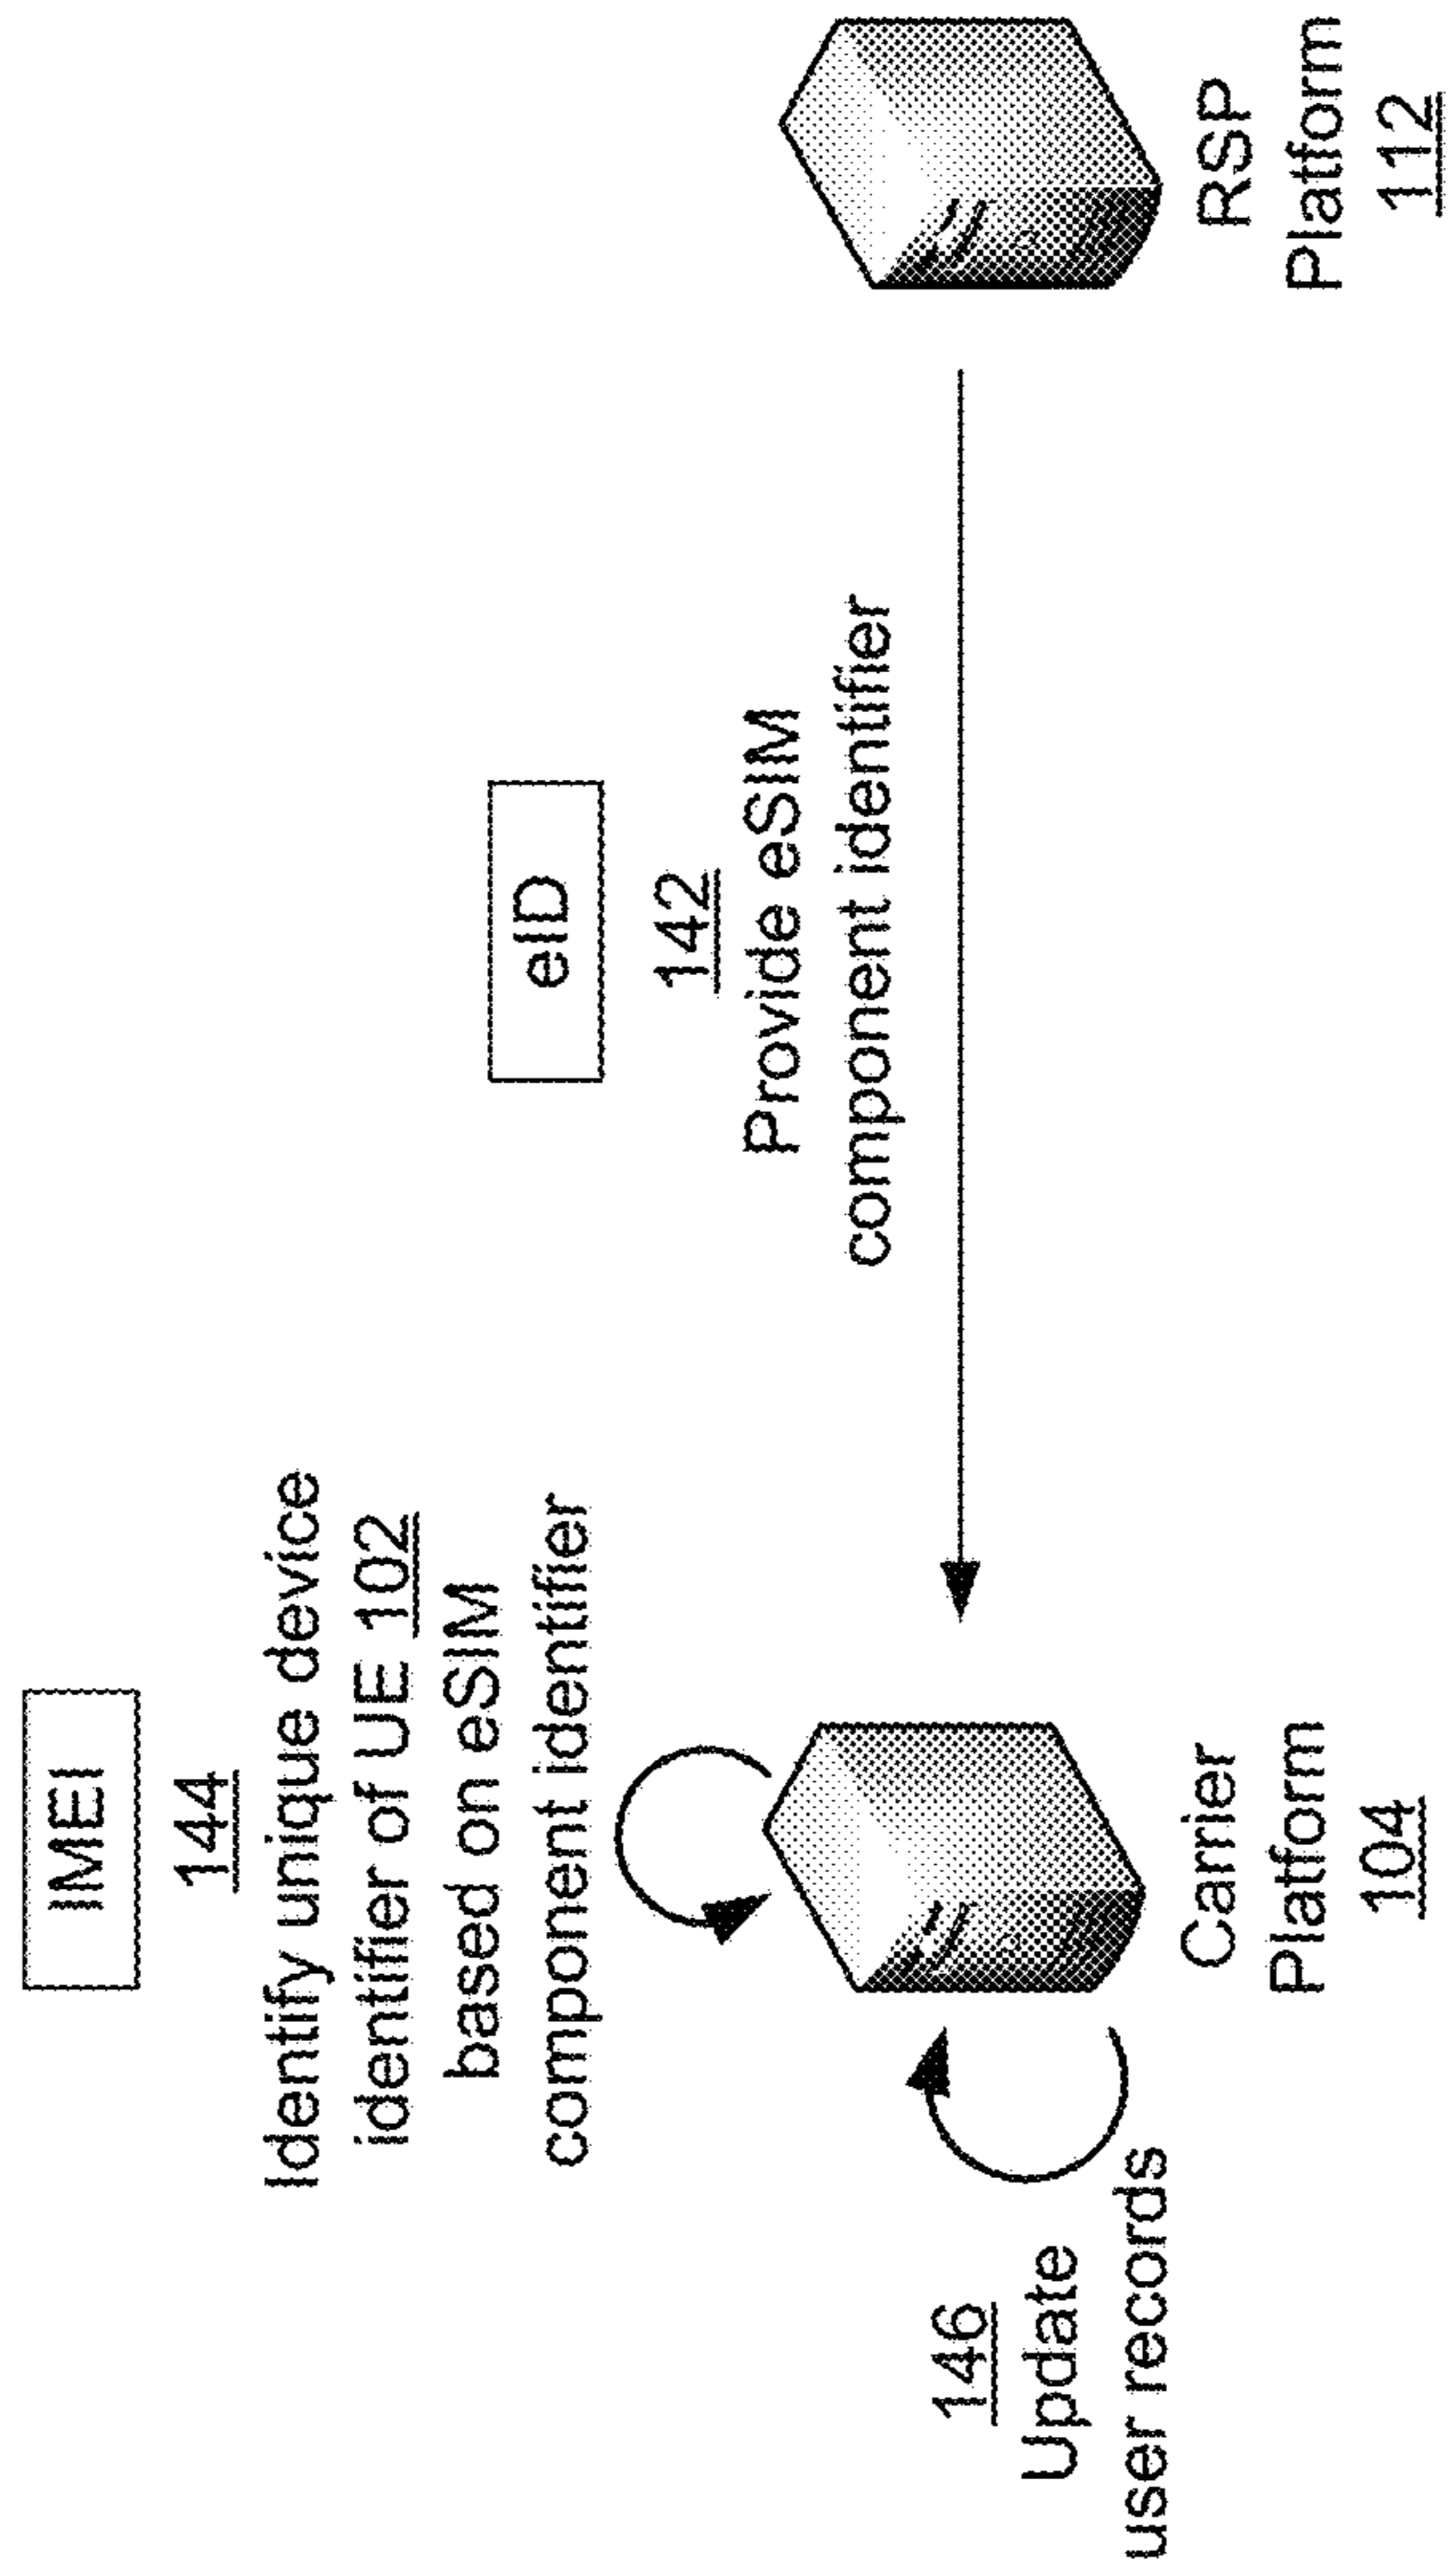 IMEI
144
Identify unique device
identifier of UE 102
based on eSIM
component identifier
eID
142
Provide eSIM
component identifier
146
Update
user records
Carrier
Platform
104
RSP
Platform
112